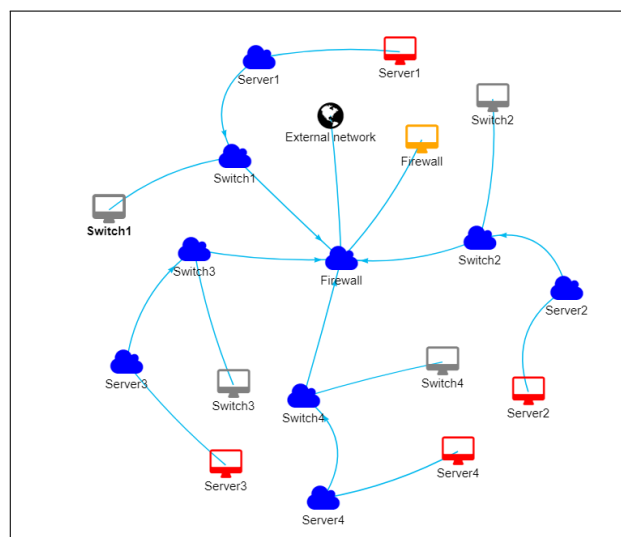 Server1
Server1
Switch2
External network
Firewall
Switch1
Switch1
Switch3
Firewall
Switch2
Server2
Server3
Switch3
Switch4
Switch4
Server2
Server3
Server4
Server4